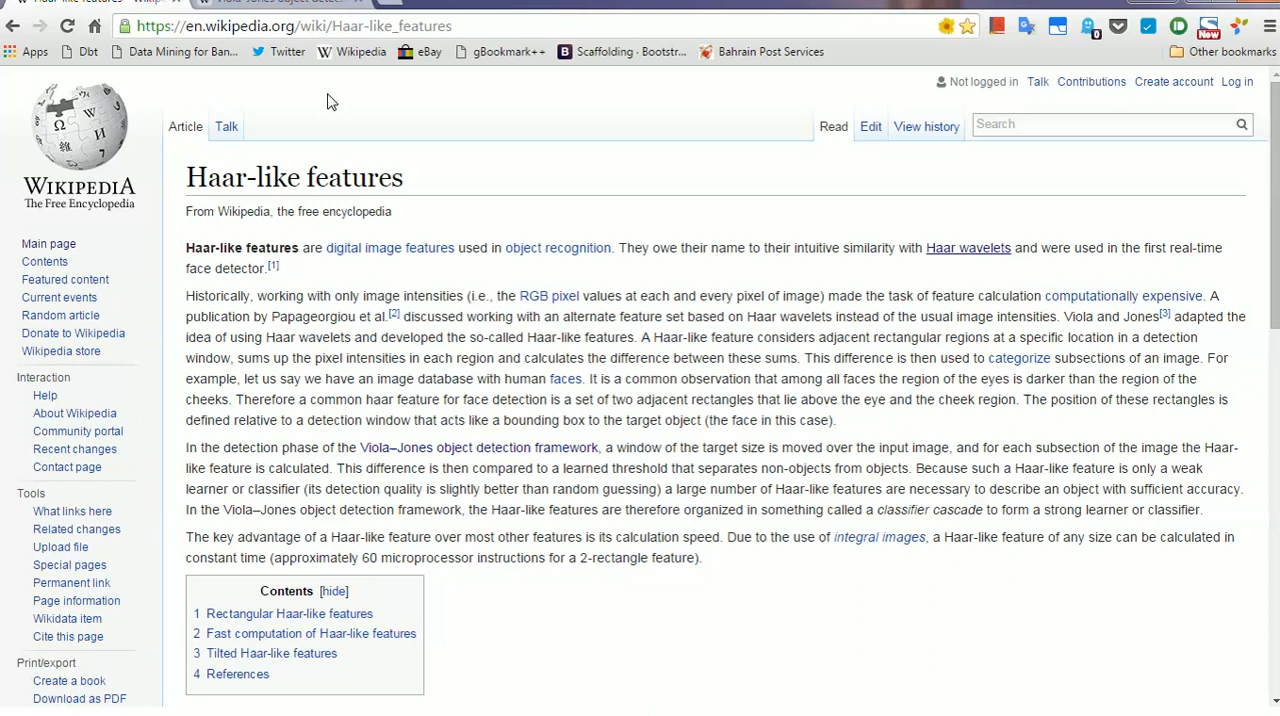 Haar-like features - Wikipe
Viola–Jones object detecti
https://en.wikipedia.org/wiki/Haar-like_features
0
New
Apps Dbt Data Mining for Ban... Twitter Wikipedia eBay gBookmark++ Scaffolding · Bootstr... Bahrain Post Services Other bookmarks
Not logged in Talk Contributions Create account Log in
Article Talk Read Edit View history Search
WIKIPEDIA
The Free Encyclopedia
Main page
Contents
Featured content
Current events
Random article
Donate to Wikipedia
Wikipedia store
Interaction
Help
About Wikipedia
Community portal
Recent changes
Contact page
Tools
What links here
Related changes
Upload file
Special pages
Permanent link
Page information
Wikidata item
Cite this page
Print/export
Create a book
Download as PDF
Haar-like features
From Wikipedia, the free encyclopedia
Haar-like features are digital image features used in object recognition. They owe their name to their intuitive similarity with Haar wavelets and were used in the first real-time
face detector.[1]
Historically, working with only image intensities (i.e., the RGB pixel values at each and every pixel of image) made the task of feature calculation computationally expensive. A
publication by Papageorgiou et al.[2] discussed working with an alternate feature set based on Haar wavelets instead of the usual image intensities. Viola and Jones[3] adapted the
idea of using Haar wavelets and developed the so-called Haar-like features. A Haar-like feature considers adjacent rectangular regions at a specific location in a detection
window, sums up the pixel intensities in each region and calculates the difference between these sums. This difference is then used to categorize subsections of an image. For
example, let us say we have an image database with human faces. It is a common observation that among all faces the region of the eyes is darker than the region of the
cheeks. Therefore a common haar feature for face detection is a set of two adjacent rectangles that lie above the eye and the cheek region. The position of these rectangles is
defined relative to a detection window that acts like a bounding box to the target object (the face in this case).
In the detection phase of the Viola–Jones object detection framework, a window of the target size is moved over the input image, and for each subsection of the image the Haar-
like feature is calculated. This difference is then compared to a learned threshold that separates non-objects from objects. Because such a Haar-like feature is only a weak
learner or classifier (its detection quality is slightly better than random guessing) a large number of Haar-like features are necessary to describe an object with sufficient accuracy.
In the Viola–Jones object detection framework, the Haar-like features are therefore organized in something called a classifier cascade to form a strong learner or classifier.
The key advantage of a Haar-like feature over most other features is its calculation speed. Due to the use of integral images, a Haar-like feature of any size can be calculated in
constant time (approximately 60 microprocessor instructions for a 2-rectangle feature).
Contents [hide]
1 Rectangular Haar-like features
2 Fast computation of Haar-like features
3 Tilted Haar-like features
4 References